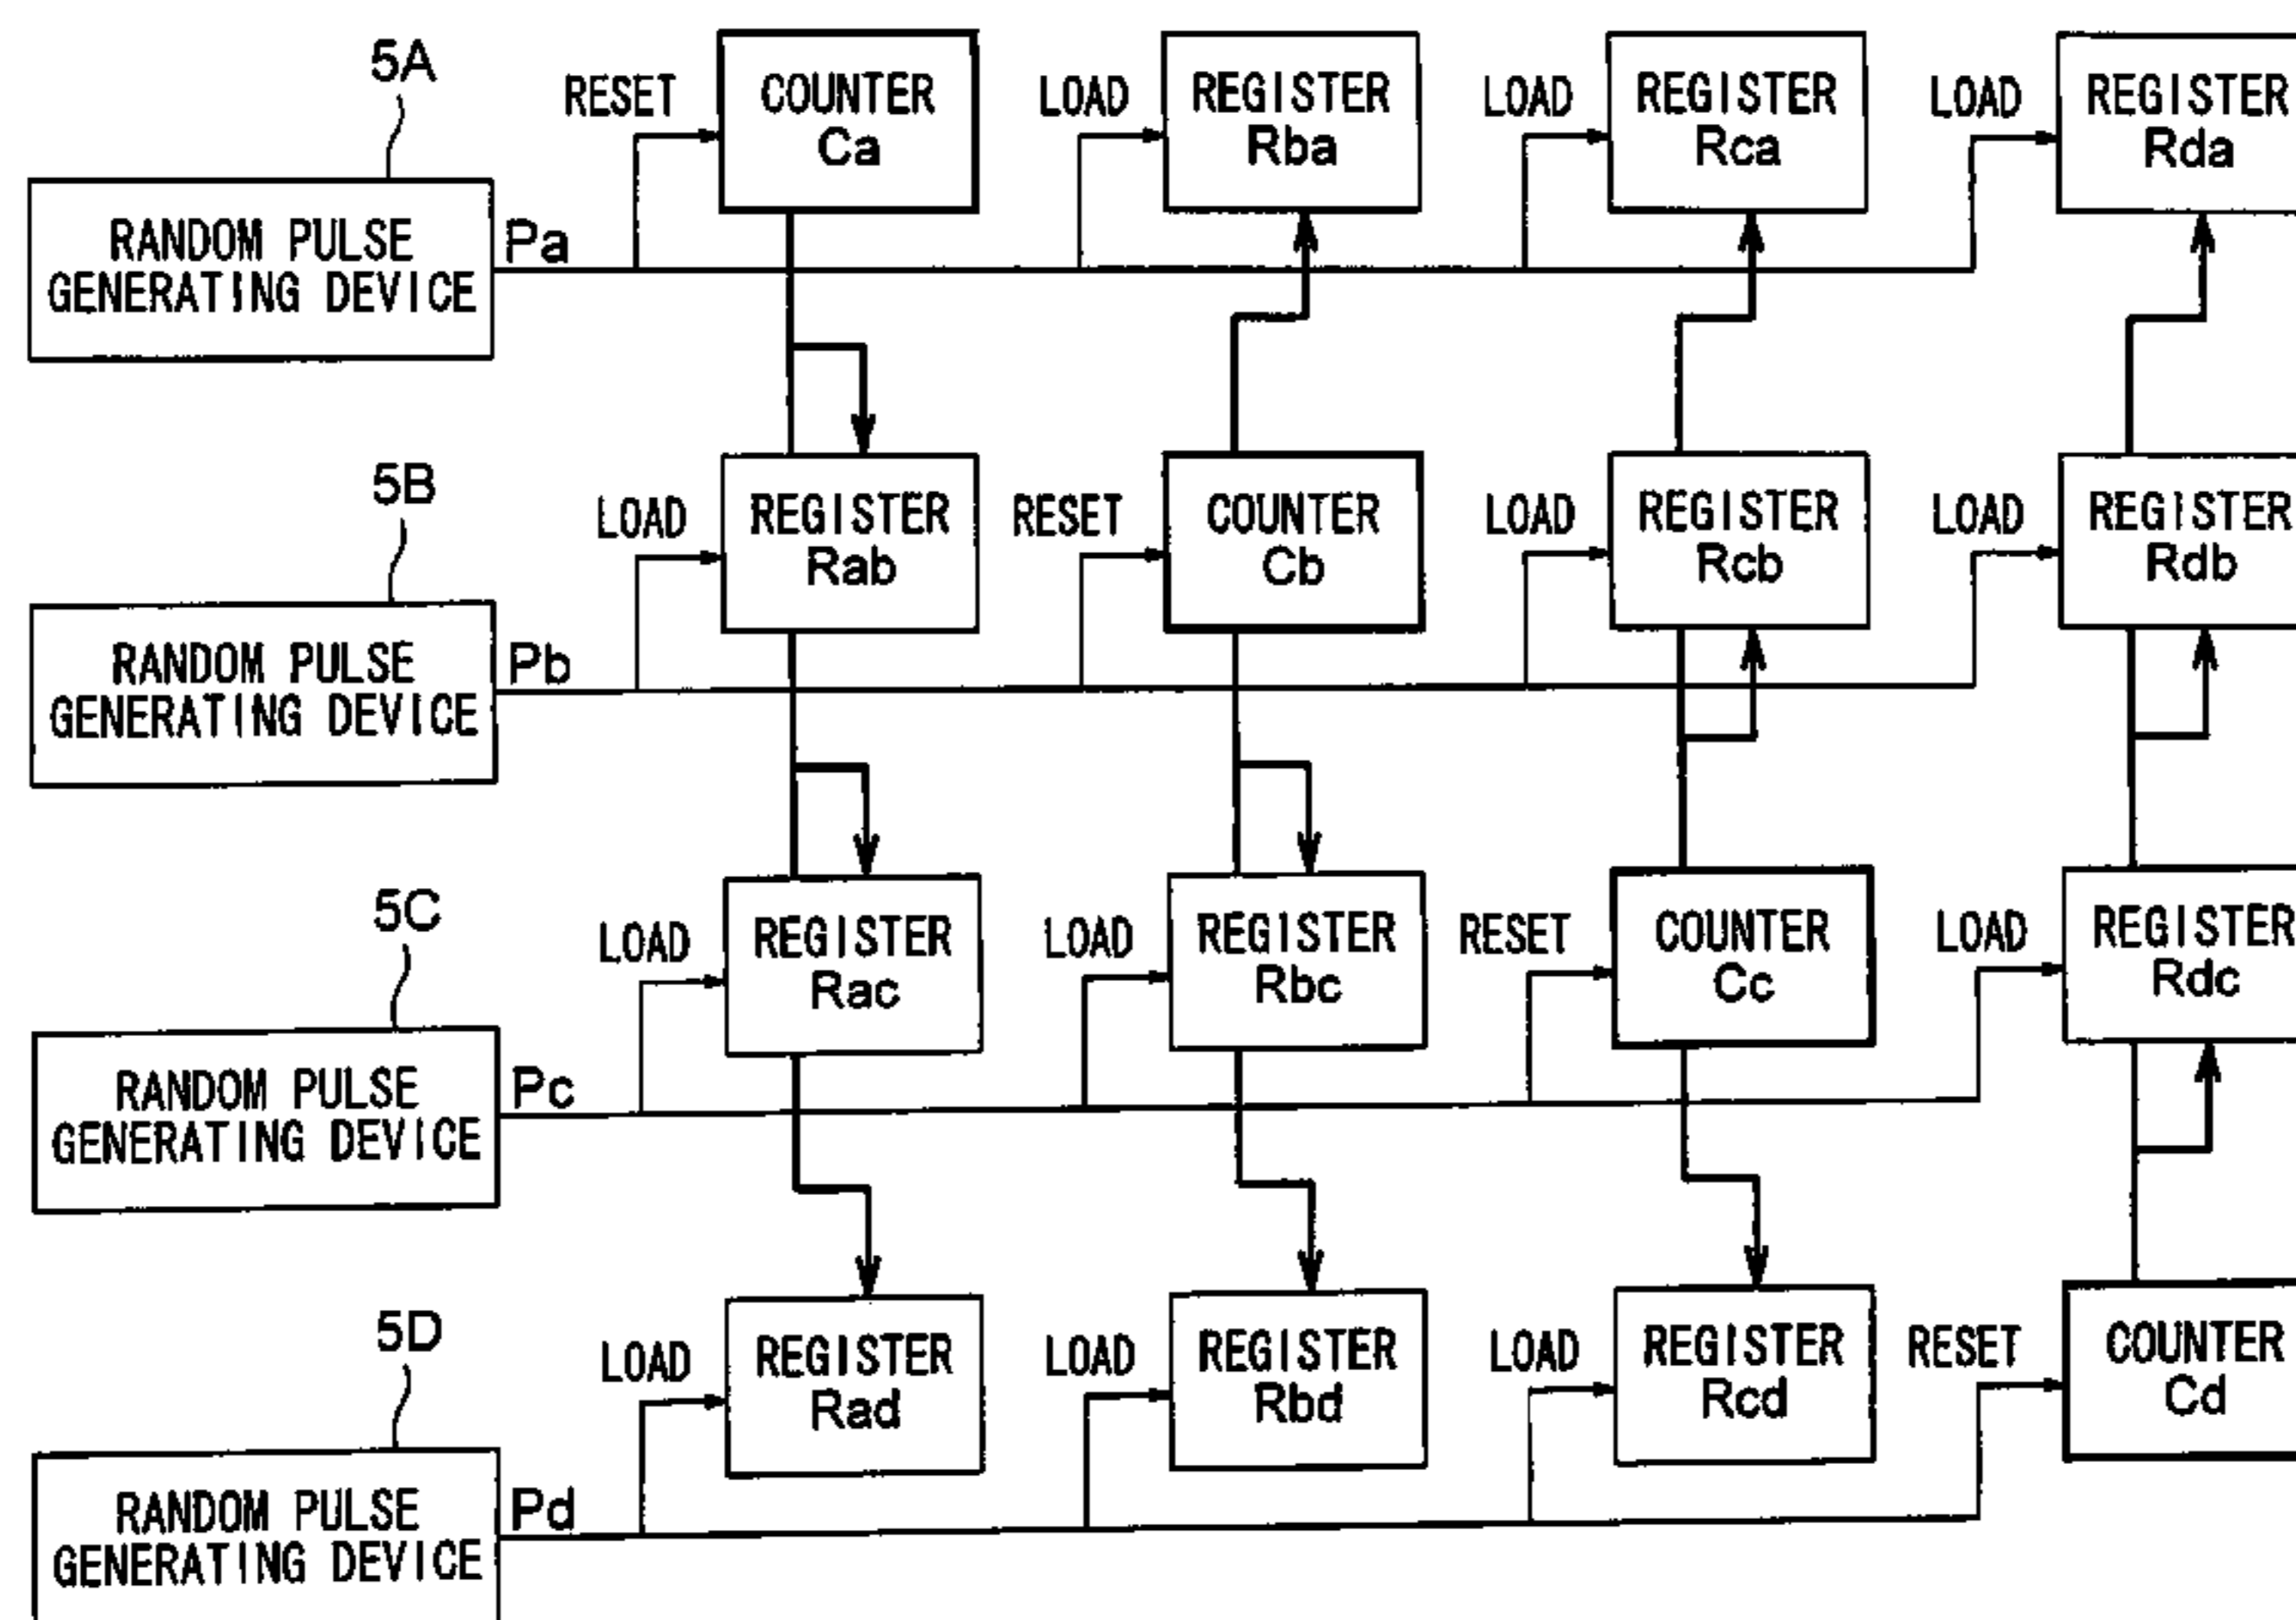 5A
RESET
COUNTER
Ca
LOAD
REGISTER
Rba
LOAD
REGISTER
Rca
LOAD
REGISTER
Rda
RANDOM PULSE
GENERATING DEVICE
Pa
5B
LOAD
REGISTER
Rab
RESET
COUNTER
Cb
LOAD
REGISTER
Rcb
LOAD
REGISTER
Rdb
RANDOM PULSE
GENERATING DEVICE
Pb
5C
LOAD
REGISTER
Rac
LOAD
REGISTER
Rbc
RESET
COUNTER
Cc
LOAD
REGISTER
Rdc
RANDOM PULSE
GENERATING DEVICE
Pc
5D
LOAD
REGISTER
Rad
LOAD
REGISTER
Rbd
LOAD
REGISTER
Rcd
RESET
COUNTER
Cd
RANDOM PULSE
GENERATING DEVICE
Pd